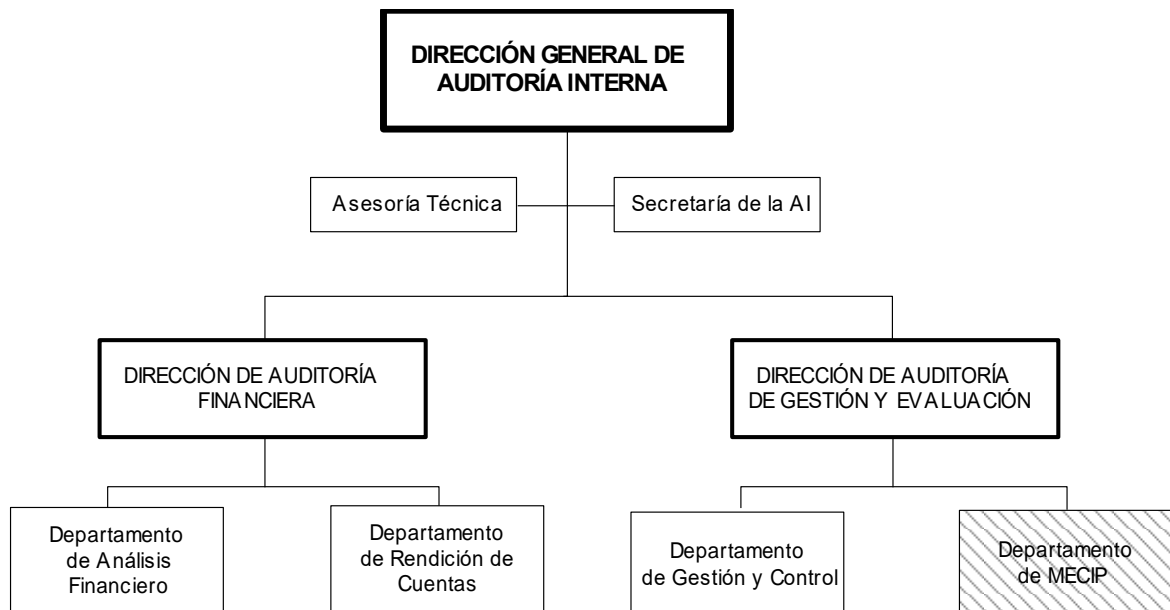 DIRECCIÓN GENERAL DE
AUDITORÍA INTERNA
Asesoría Técnica
Secretaría de la AI
DIRECCIÓN DE AUDITORÍA
FINANCIERA
DIRECCIÓN DE AUDITORÍA
DE GESTIÓN Y EVALUACIÓN
Departamento
de Análisis
Financiero
Departamento
de Rendición de
Cuentas
Departamento
de Gestión y Control
Departamento
de MECIP